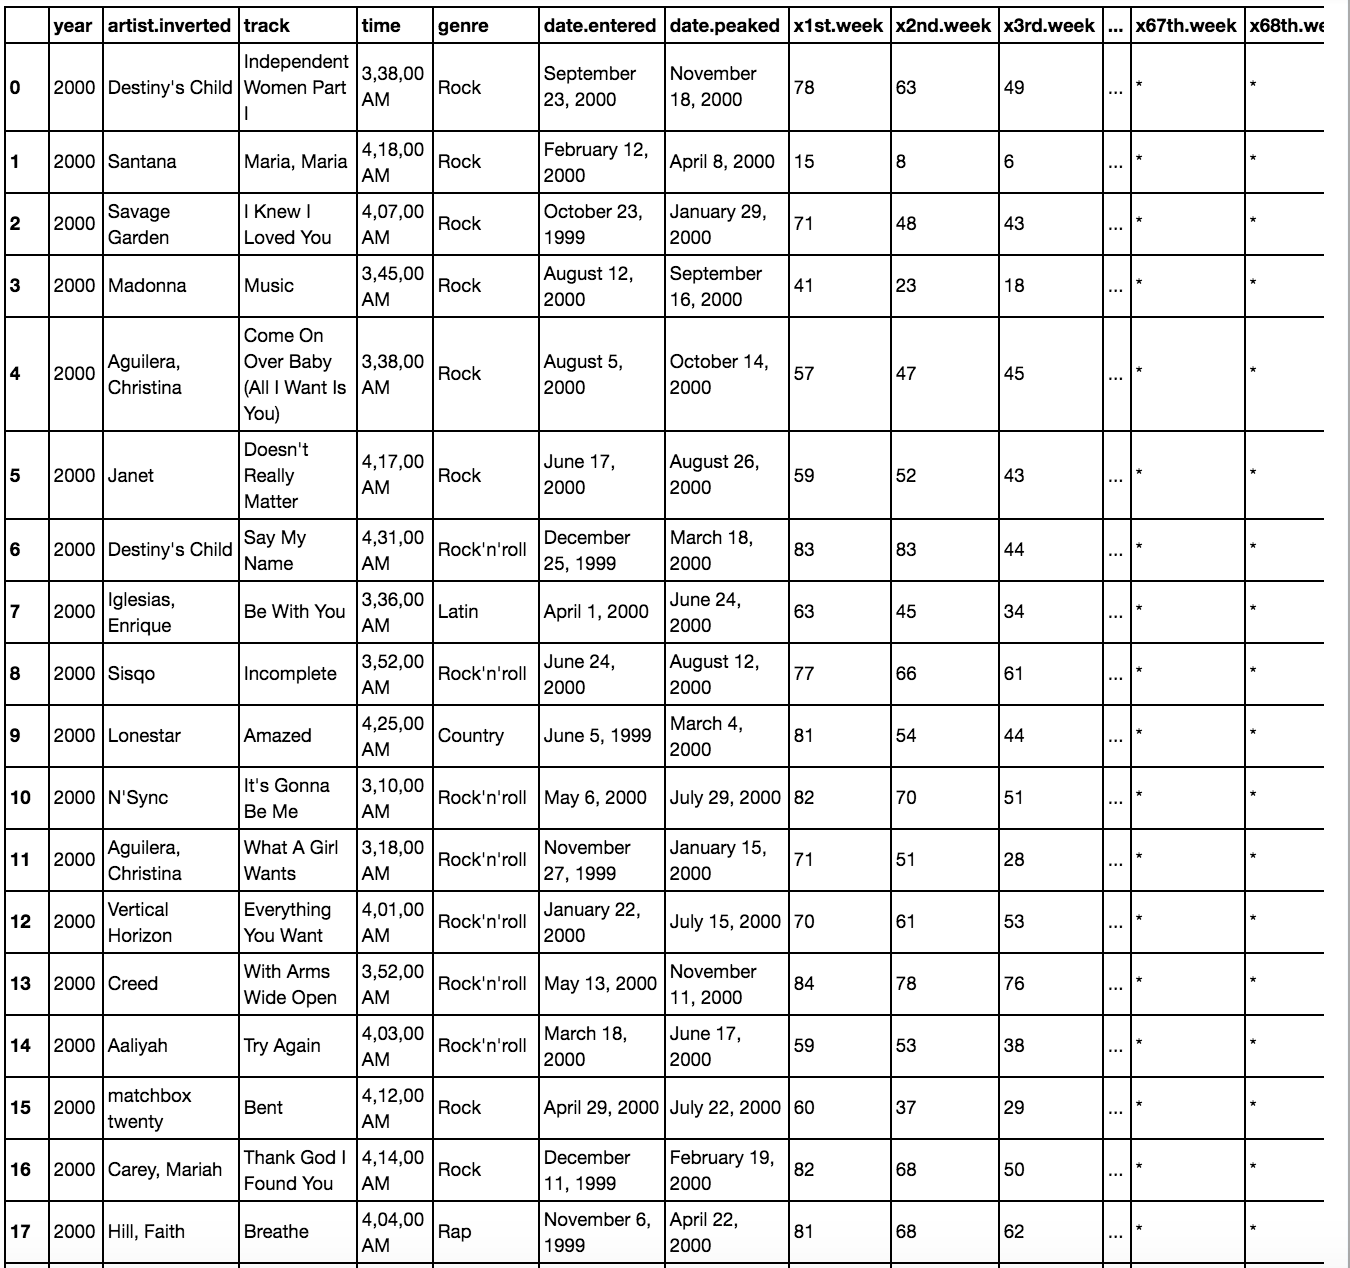 year artist.inverted track time genre date.entered date.peaked x1st.week x2nd.week x3rd.week ... x67th.week x68th.we
0 2000 Destiny's Child Independent Women Part I 3,38,00 AM Rock September 23, 2000 November 18, 2000 78 63 49 ... * *
1 2000 Santana Maria, Maria 4,18,00 AM Rock February 12, 2000 April 8, 2000 15 8 6 ... * *
2 2000 Savage Garden I Knew I Loved You 4,07,00 AM Rock October 23, 1999 January 29, 2000 71 48 43 ... * *
3 2000 Madonna Music 3,45,00 AM Rock August 12, 2000 September 16, 2000 41 23 18 ... * *
4 2000 Aguilera, Christina Come On Over Baby (All I Want Is You) 3,38,00 AM Rock August 5, 2000 October 14, 2000 57 47 45 ... * *
5 2000 Janet Doesn't Really Matter 4,17,00 AM Rock June 17, 2000 August 26, 2000 59 52 43 ... * *
6 2000 Destiny's Child Say My Name 4,31,00 AM Rock'n'roll December 25, 1999 March 18, 2000 83 83 44 ... * *
7 2000 Iglesias, Enrique Be With You 3,36,00 AM Latin April 1, 2000 June 24, 2000 63 45 34 ... * *
8 2000 Sisqo Incomplete 3,52,00 AM Rock'n'roll June 24, 2000 August 12, 2000 77 66 61 ... * *
9 2000 Lonestar Amazed 4,25,00 AM Country June 5, 1999 March 4, 2000 81 54 44 ... * *
10 2000 N'Sync It's Gonna Be Me 3,10,00 AM Rock'n'roll May 6, 2000 July 29, 2000 82 70 51 ... * *
11 2000 Aguilera, Christina What A Girl Wants 3,18,00 AM Rock'n'roll November 27, 1999 January 15, 2000 71 51 28 ... * *
12 2000 Vertical Horizon Everything You Want 4,01,00 AM Rock'n'roll January 22, 2000 July 15, 2000 70 61 53 ... * *
13 2000 Creed With Arms Wide Open 3,52,00 AM Rock'n'roll May 13, 2000 November 11, 2000 84 78 76 ... * *
14 2000 Aaliyah Try Again 4,03,00 AM Rock'n'roll March 18, 2000 June 17, 2000 59 53 38 ... * *
15 2000 matchbox twenty Bent 4,12,00 AM Rock April 29, 2000 July 22, 2000 60 37 29 ... * *
16 2000 Carey, Mariah Thank God I Found You 4,14,00 AM Rock December 11, 1999 February 19, 2000 82 68 50 ... * *
17 2000 Hill, Faith Breathe 4,04,00 AM Rap November 6, 1999 April 22, 2000 81 68 62 ... * *